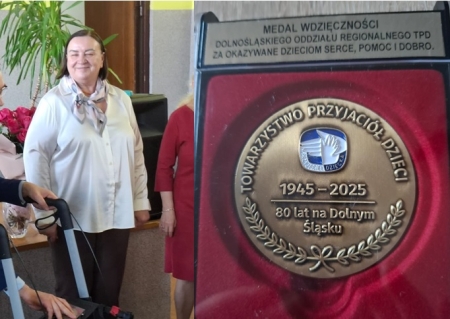 MEDAL WDZIĘCZNOŚCI
DOLNOŚLĄSKIEGO ODDZIAŁU REGIONALNEGO TPD
ZA OKAZYWANE DZIECIOM SERCE, POMOC I DOBRO.
TOWARZYSTWO PRZYJACIÓŁ DZIECI
1945 – 2025
80 lat na Dolnym
Śląsku